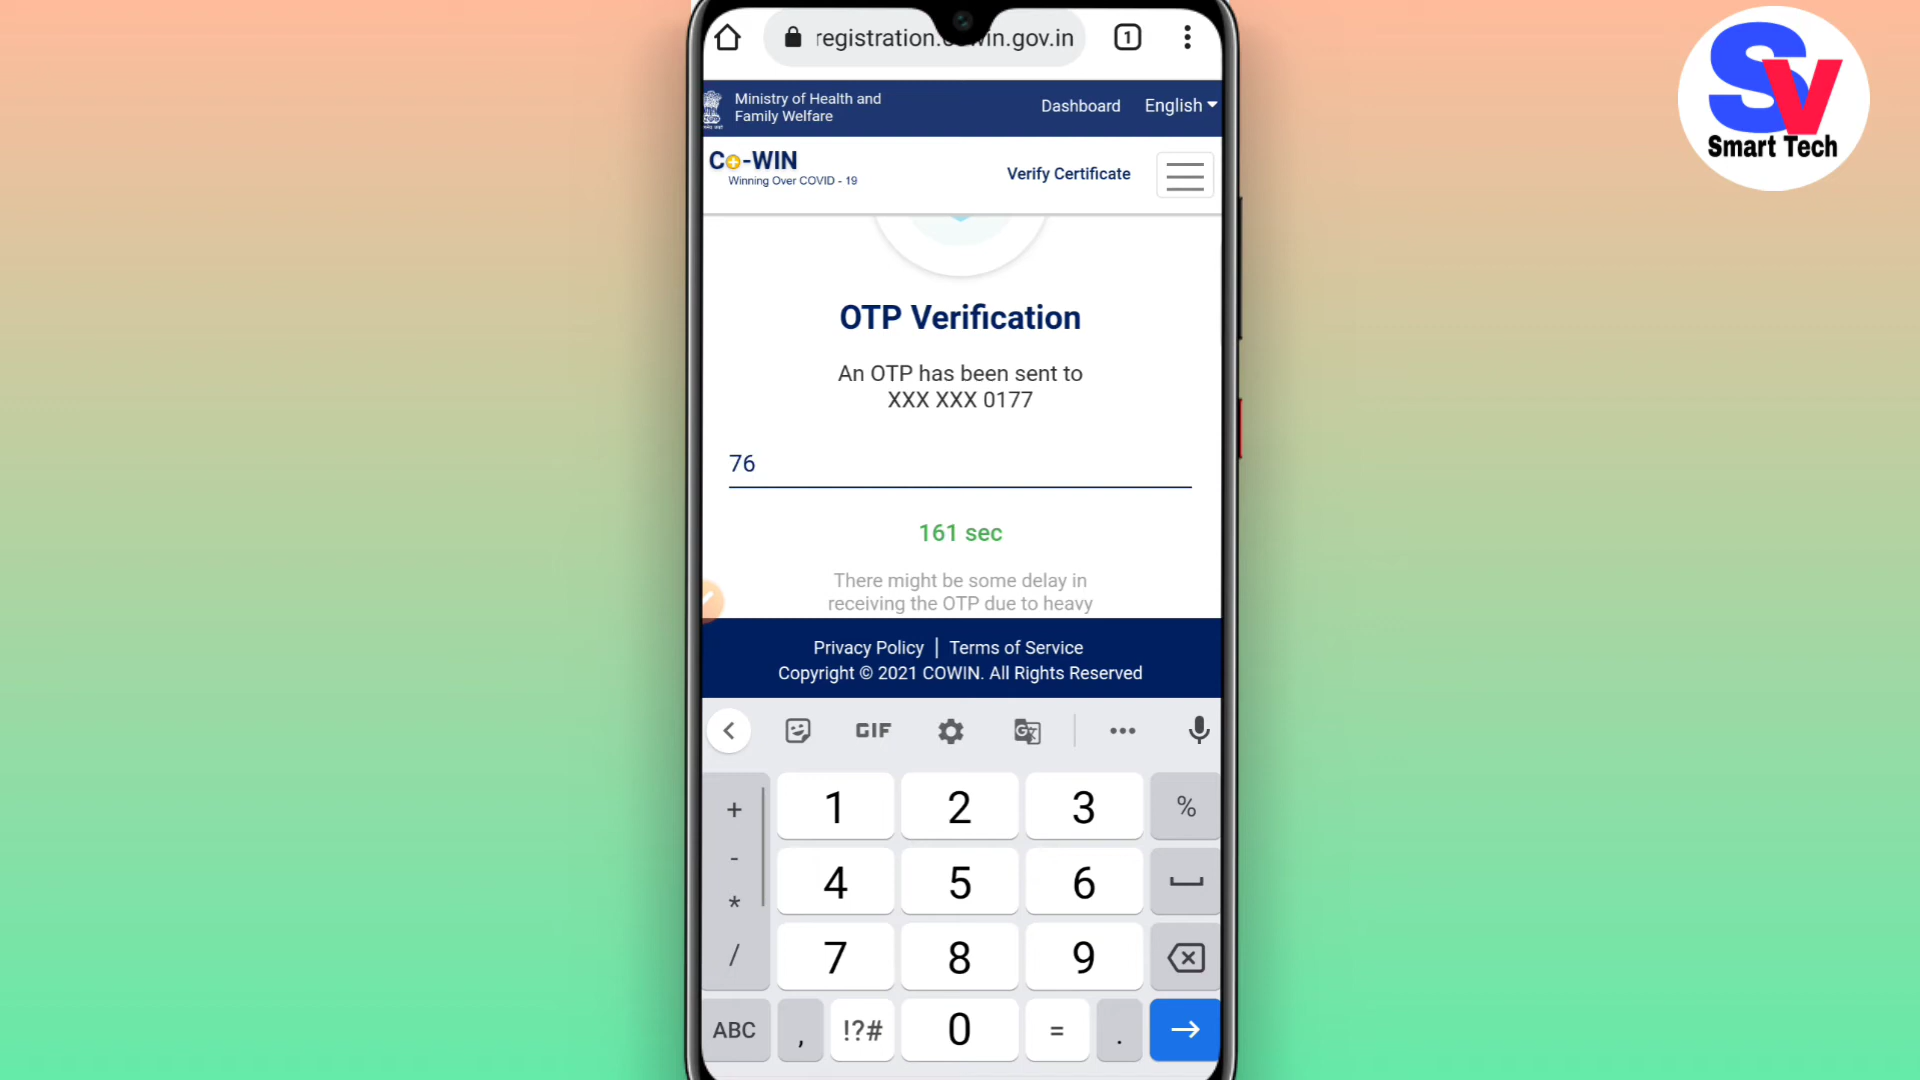 registration.cowin.gov.in
1
Ministry of Health and
Family Welfare
Dashboard
English
Co-WIN
Winning Over COVID - 19
Verify Certificate
OTP Verification
An OTP has been sent to
XXX XXX 0177
76
161 sec
There might be some delay in
receiving the OTP due to heavy
Privacy Policy | Terms of Service
Copyright © 2021 COWIN. All Rights Reserved
GIF
+ 1 2 3 %
-
* 4 5 6
/ 7 8 9
ABC , !?# 0 = .
SV
Smart Tech